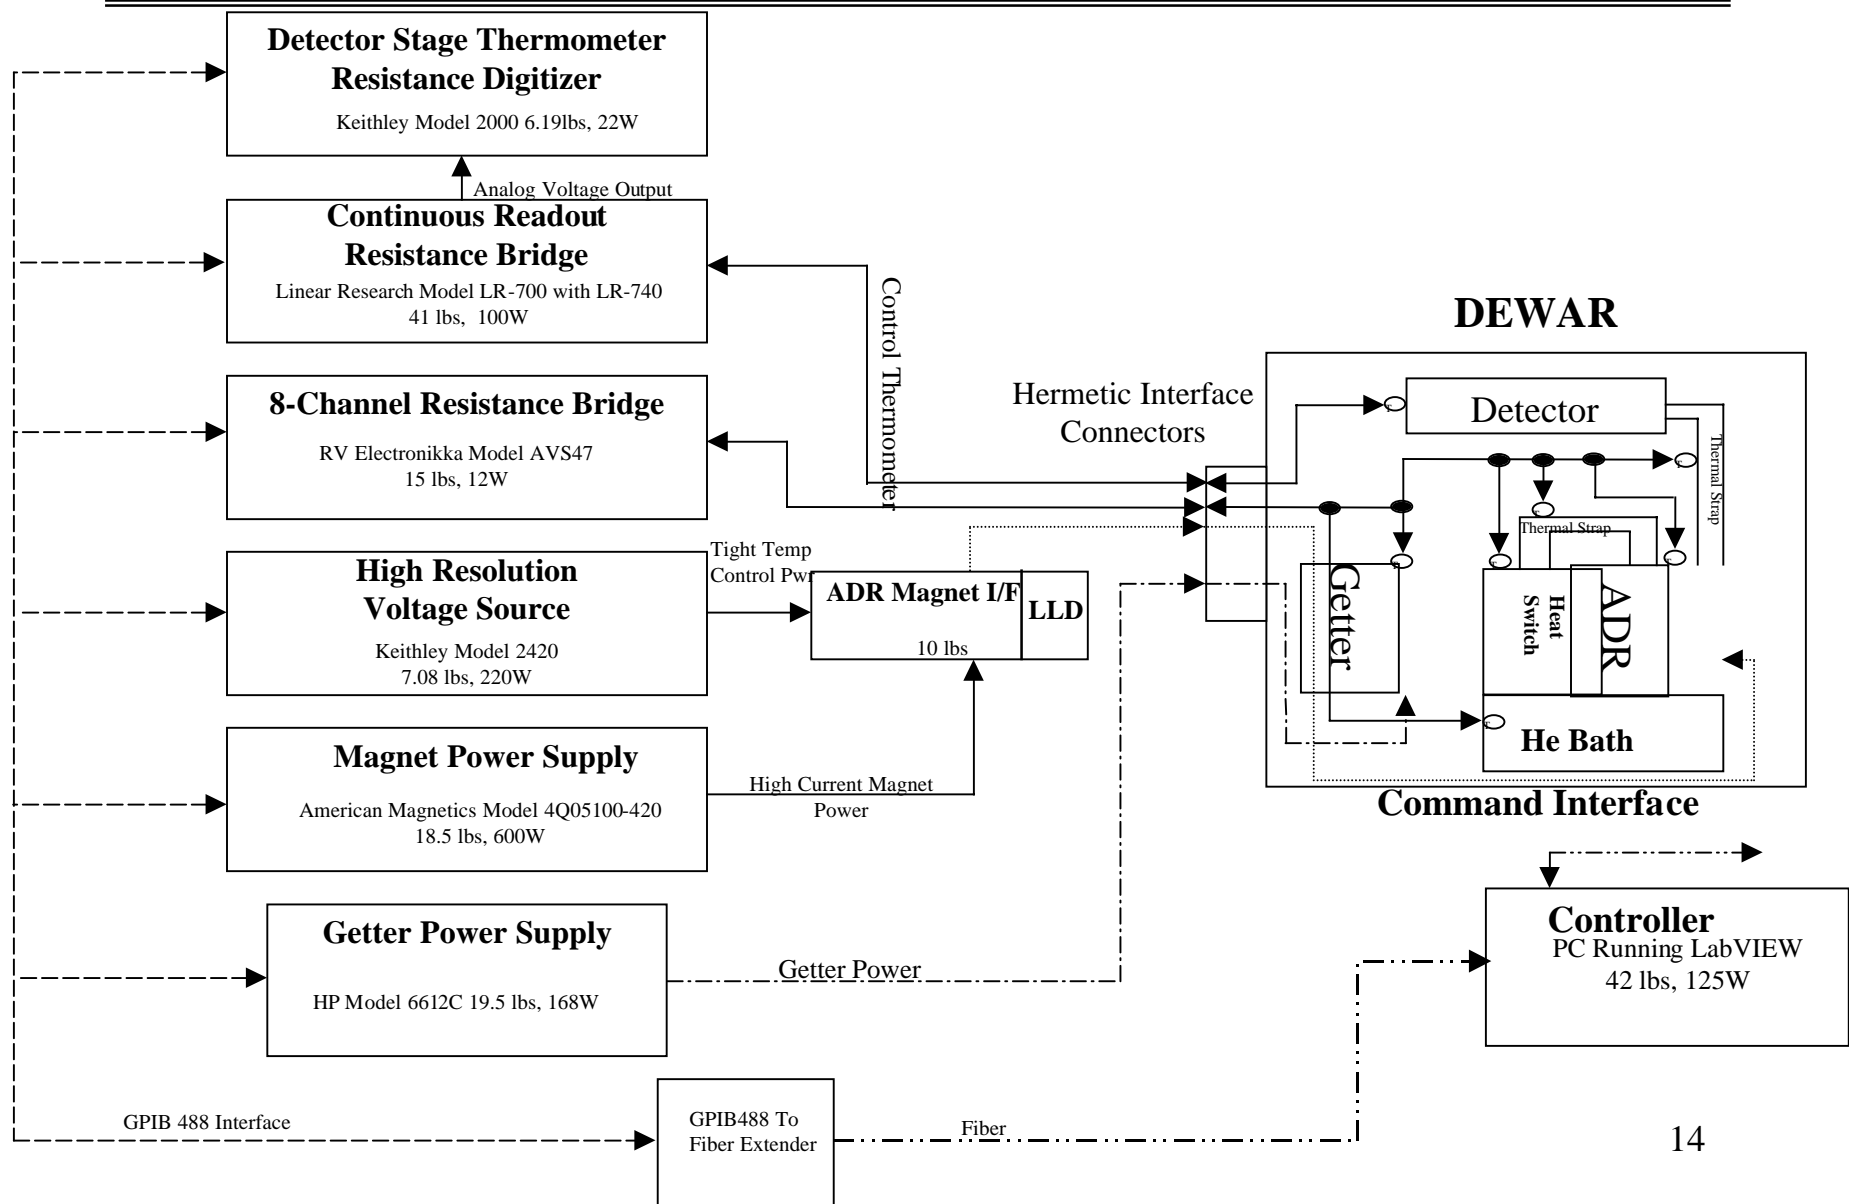 Detector Stage Thermometer
Resistance Digitizer
Keithley Model 2000 6.19lbs, 22W
Analog Voltage Output
Continuous Readout
Resistance Bridge
Linear Research Model LR-700 with LR-740
41 lbs, 100W
8-Channel Resistance Bridge
RV Electronikka Model AVS47
15 lbs, 12W
High Resolution
Voltage Source
Keithley Model 2420
7.08 lbs, 220W
Magnet Power Supply
American Magnetics Model 4Q05100-420
18.5 lbs, 600W
Getter Power Supply
HP Model 6612C 19.5 lbs, 168W
GPIB 488 Interface
GPIB488 To
Fiber Extender
Fiber
Control Thermometer
Tight Temp
Control Pwr
ADR Magnet I/F
10 lbs
LLD
High Current Magnet
Power
Getter Power
Hermetic Interface
Connectors
DEWAR
Detector
T
Thermal Strap
T
T
Thermal Strap
T
T
T
Getter
Heat
Switch
ADR
T
He Bath
Command Interface
Controller
PC Running LabVIEW
42 lbs, 125W
14